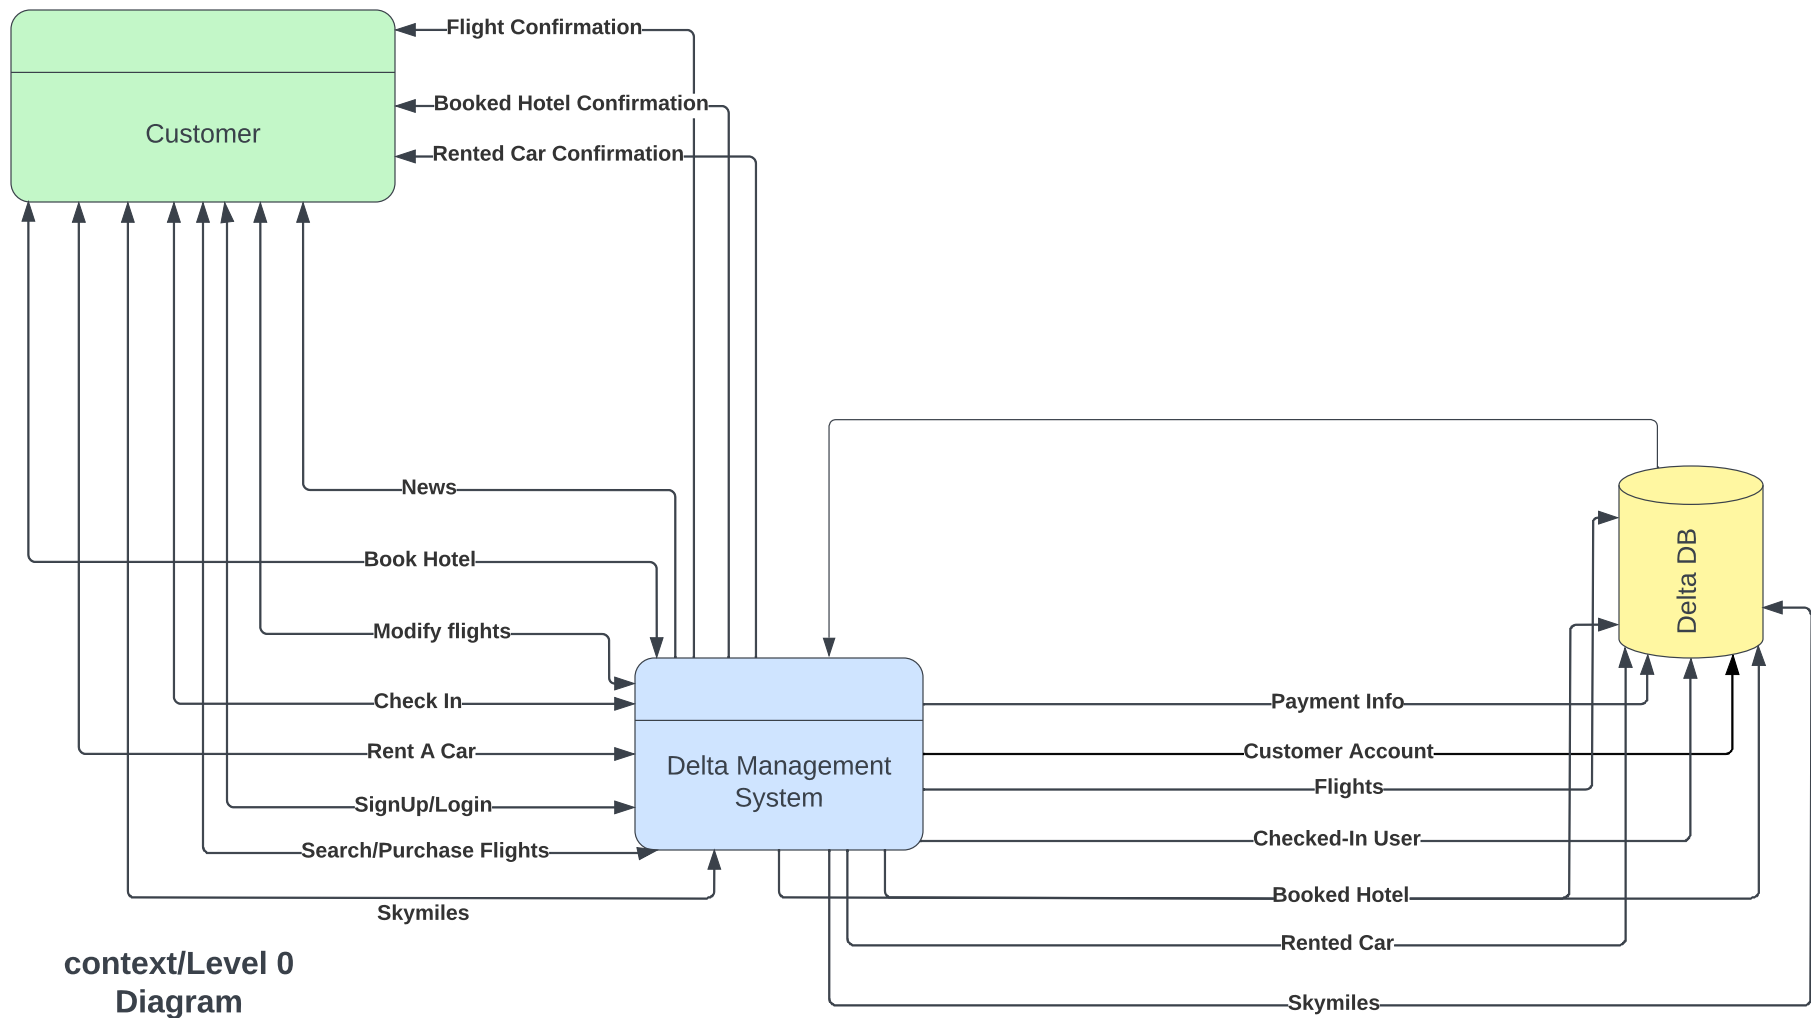 Flight Confirmation
Booked Hotel Confirmation
Customer
Rented Car Confirmation
News
Book Hotel
Delta DB
Modify flights
Check In
Payment Info
Rent A Car
Customer Account
Delta Management
System
Flights
SignUp/Login
Search/Purchase Flights
Checked-In User
Booked Hotel
Skymiles
Rented Car
context/Level 0
Diagram
Skymiles